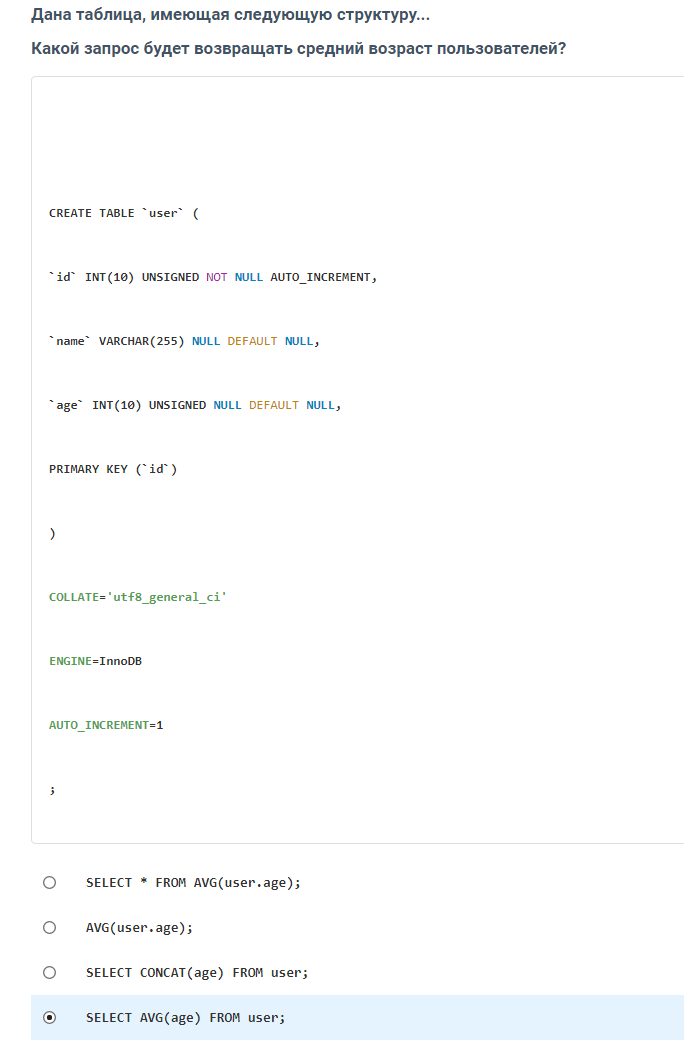 Дана таблица, имеющая следующую структуру...
Какой запрос будет возвращать средний возраст пользователей?
CREATE TABLE `user` (
`id` INT(10) UNSIGNED NOT NULL AUTO_INCREMENT,
`name` VARCHAR(255) NULL DEFAULT NULL,
`age` INT(10) UNSIGNED NULL DEFAULT NULL,
PRIMARY KEY (`id`)
)
COLLATE='utf8_general_ci'
ENGINE=InnoDB
AUTO_INCREMENT=1
;
SELECT * FROM AVG(user.age);
AVG(user.age);
SELECT CONCAT(age) FROM user;
SELECT AVG(age) FROM user;